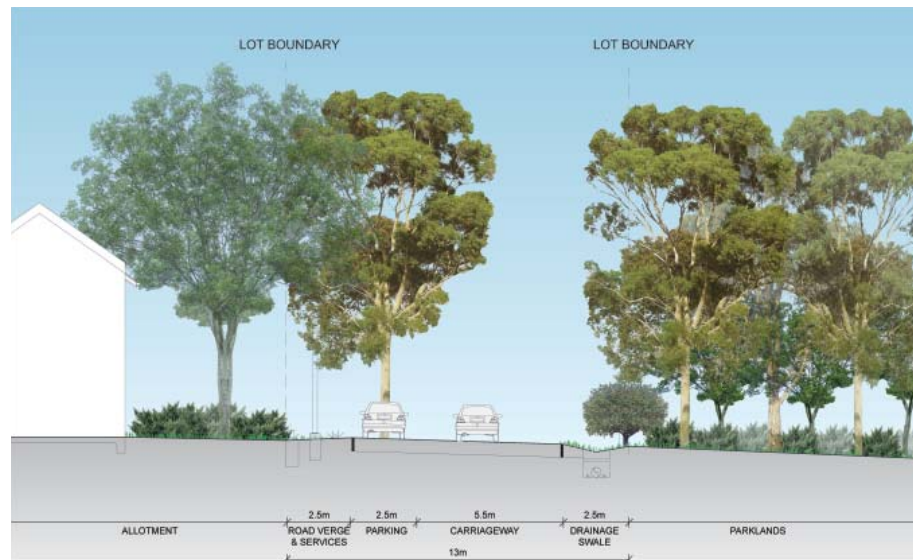 LOT BOUNDARY LOT BOUNDARY
2.5m 2.5m 5.5m 2.5m
ALLOTMENT ROAD VERGE PARKING CARRIAGEWAY DRAINAGE PARKLANDS
& SERVICES SWALE
13m